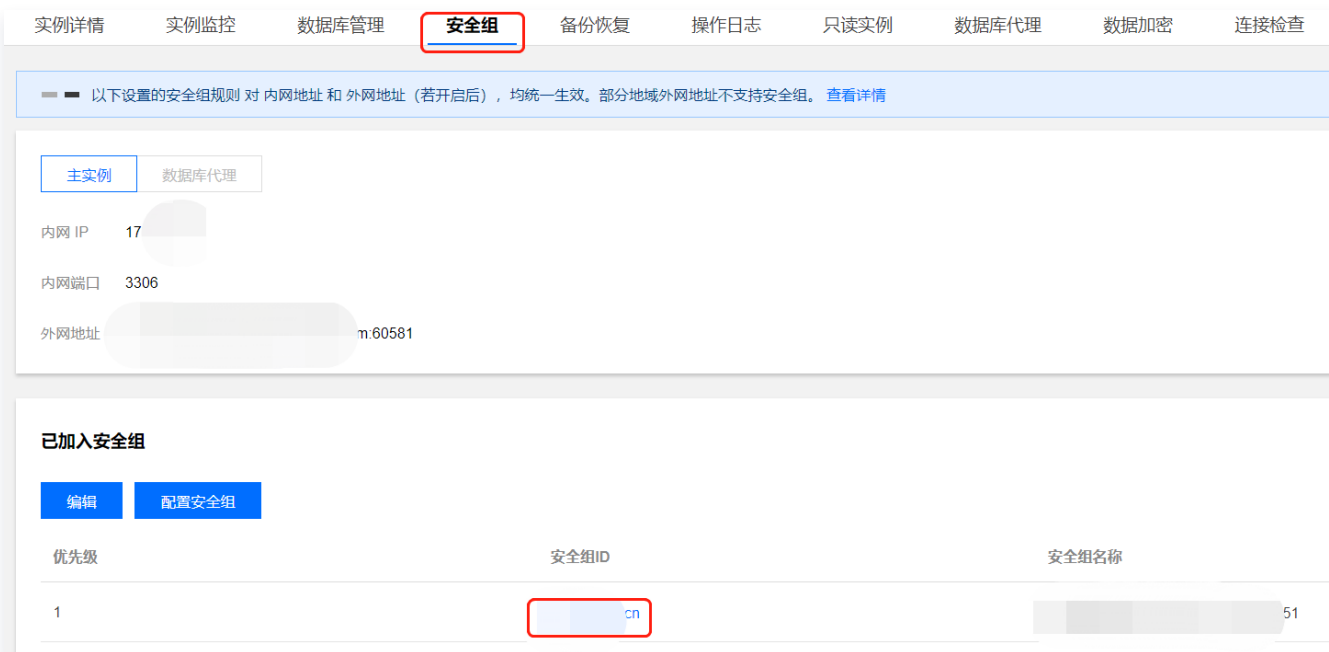 实例详情 实例监控 数据库管理 安全组 备份恢复 操作日志 只读实例 数据库代理 数据加密 连接检查
以下设置的安全组规则 对 内网地址 和 外网地址（若开启后），均统一生效。部分地域外网地址不支持安全组。 查看详情
主实例 数据库代理
内网 IP 17
内网端口 3306
外网地址 m:60581
已加入安全组
编辑 配置安全组
优先级 安全组ID 安全组名称
1 cn 51